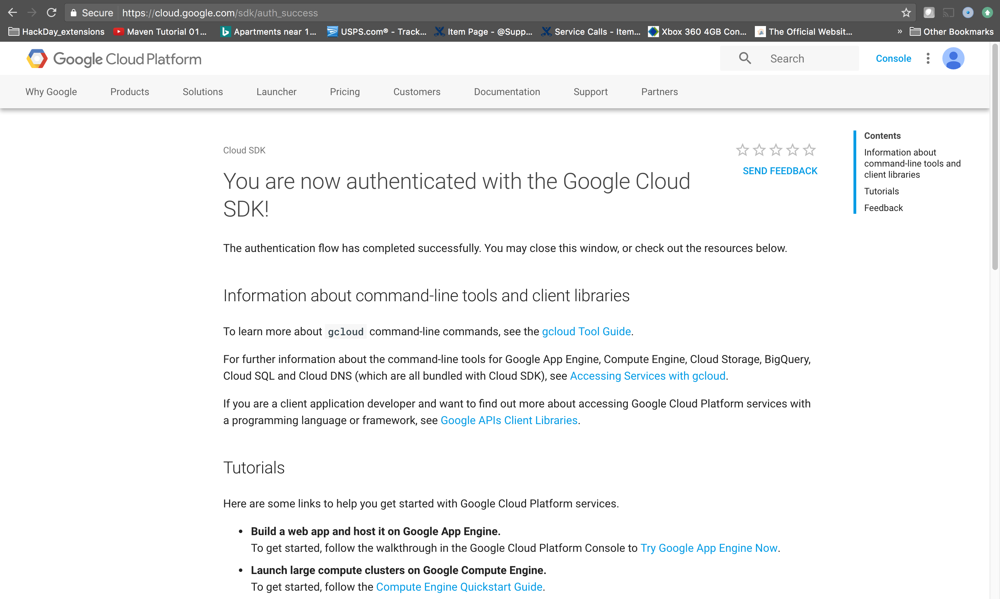 Secure https://cloud.google.com/sdk/auth_success
HackDay_extensions Maven Tutorial 01... Apartments near 1... USPS.com® - Track... Item Page - @Supp... Service Calls - Item... Xbox 360 4GB Con... The Official Websit... » Other Bookmarks
Google Cloud Platform Search Console
Why Google Products Solutions Launcher Pricing Customers Documentation Support Partners
Cloud SDK
You are now authenticated with the Google Cloud
SDK!
SEND FEEDBACK
Contents
Information about
command-line tools and
client libraries
Tutorials
Feedback
The authentication flow has completed successfully. You may close this window, or check out the resources below.
Information about command-line tools and client libraries
To learn more about gcloud command-line commands, see the gcloud Tool Guide.
For further information about the command-line tools for Google App Engine, Compute Engine, Cloud Storage, BigQuery,
Cloud SQL and Cloud DNS (which are all bundled with Cloud SDK), see Accessing Services with gcloud.
If you are a client application developer and want to find out more about accessing Google Cloud Platform services with
a programming language or framework, see Google APIs Client Libraries.
Tutorials
Here are some links to help you get started with Google Cloud Platform services.
• Build a web app and host it on Google App Engine.
To get started, follow the walkthrough in the Google Cloud Platform Console to Try Google App Engine Now.
• Launch large compute clusters on Google Compute Engine.
To get started, follow the Compute Engine Quickstart Guide.